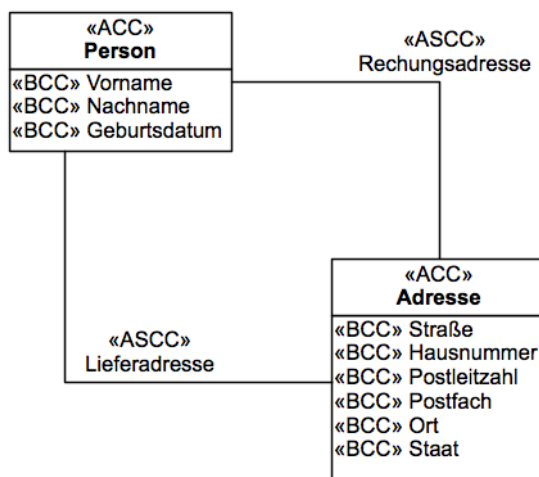 «ACC»
Person
«BCC» Vorname
«BCC» Nachname
«BCC» Geburtsdatum
«ASCC»
Rechungsadresse
«ASCC»
Lieferadresse
«ACC»
Adresse
«BCC» Straße
«BCC» Hausnummer
«BCC» Postleitzahl
«BCC» Postfach
«BCC» Ort
«BCC» Staat